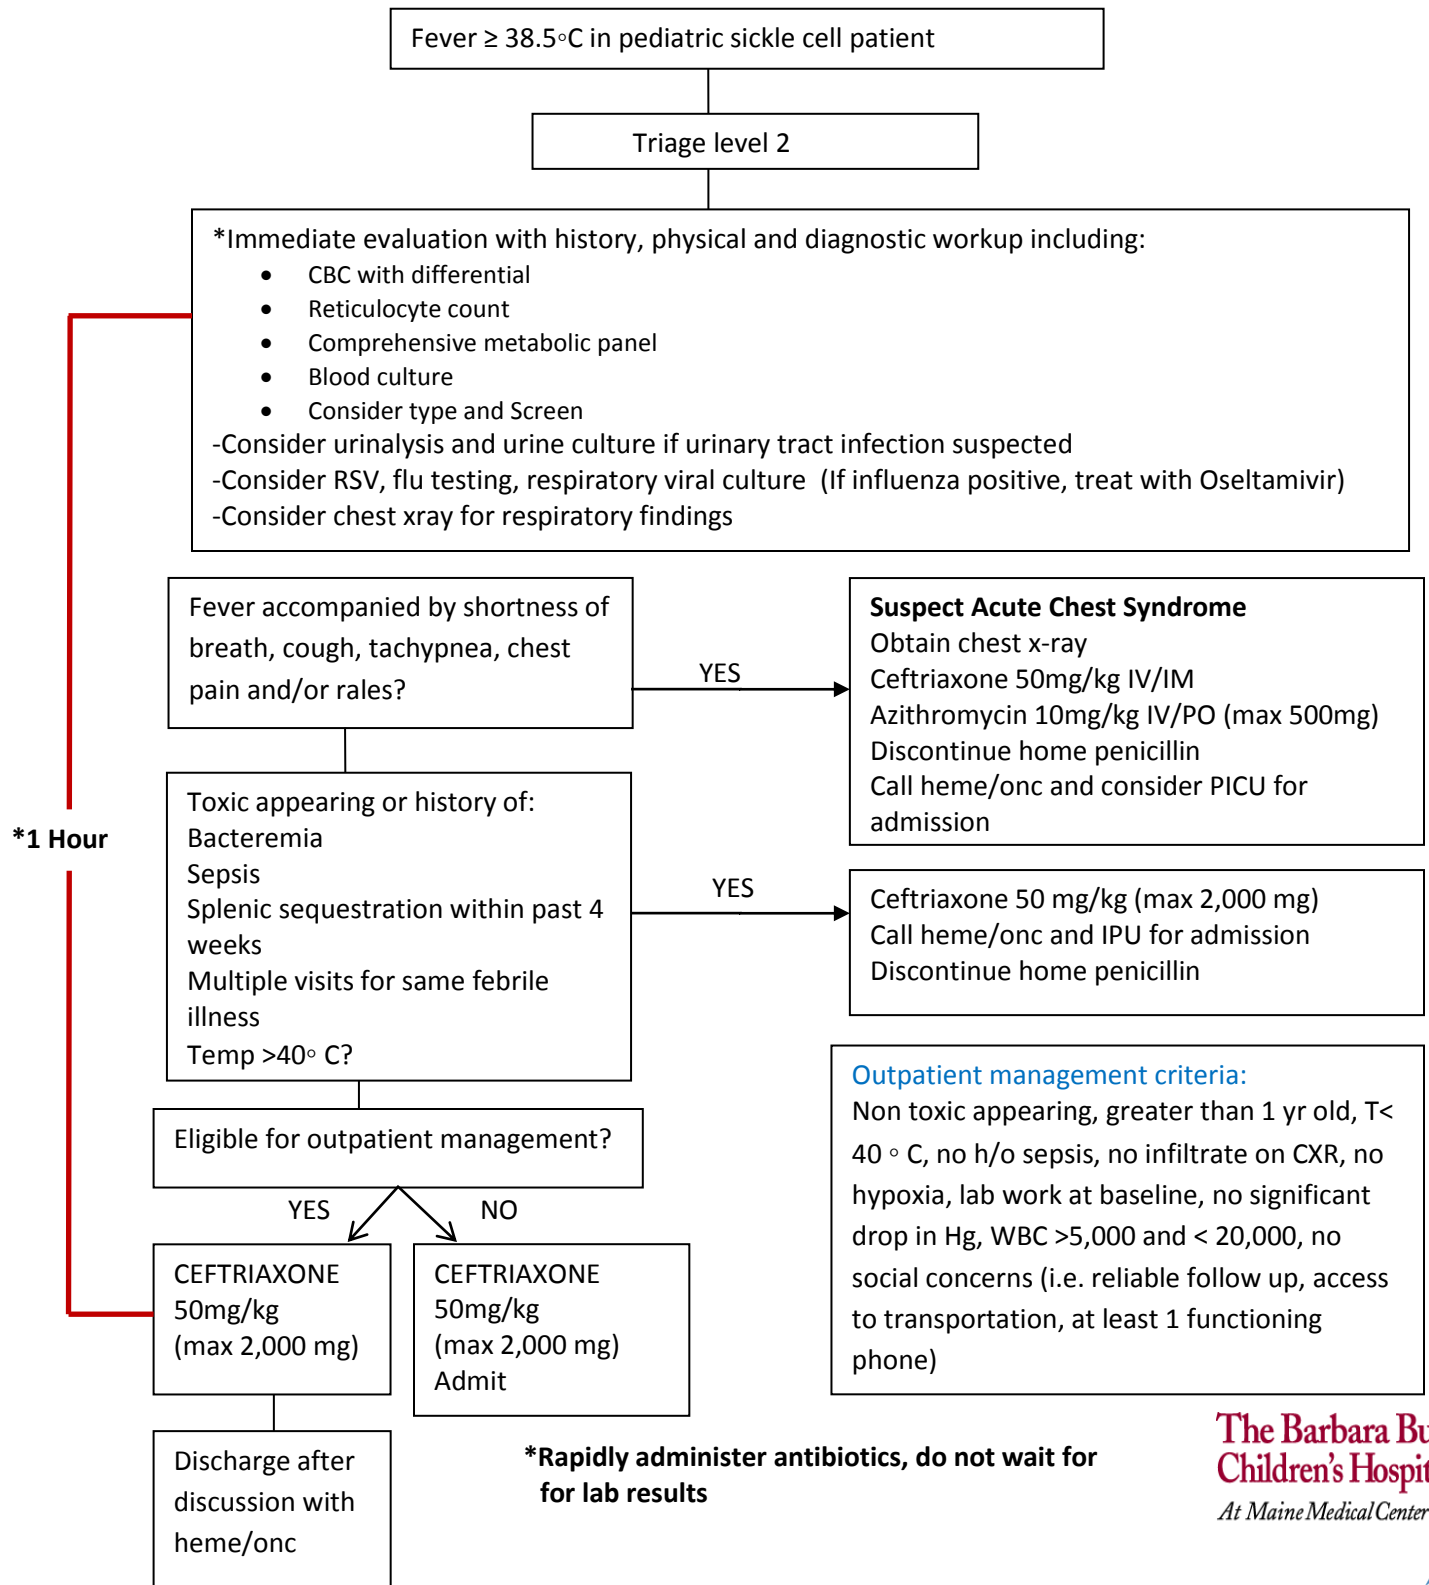 Fever ≥ 38.5◦C in pediatric sickle cell patient
Triage level 2
*Immediate evaluation with history, physical and diagnostic workup including:
• CBC with differential
• Reticulocyte count
• Comprehensive metabolic panel
• Blood culture
• Consider type and Screen
-Consider urinalysis and urine culture if urinary tract infection suspected
-Consider RSV, flu testing, respiratory viral culture (If influenza positive, treat with Oseltamivir)
-Consider chest xray for respiratory findings
Fever accompanied by shortness of
breath, cough, tachypnea, chest
pain and/or rales?
YES
Suspect Acute Chest Syndrome
Obtain chest x-ray
Ceftriaxone 50mg/kg IV/IM
Azithromycin 10mg/kg IV/PO (max 500mg)
Discontinue home penicillin
Call heme/onc and consider PICU for
admission
*1 Hour
Toxic appearing or history of:
Bacteremia
Sepsis
Splenic sequestration within past 4
weeks
Multiple visits for same febrile
illness
Temp >40◦ C?
YES
Ceftriaxone 50 mg/kg (max 2,000 mg)
Call heme/onc and IPU for admission
Discontinue home penicillin
Outpatient management criteria:
Non toxic appearing, greater than 1 yr old, T<
40 ◦ C, no h/o sepsis, no infiltrate on CXR, no
hypoxia, lab work at baseline, no significant
drop in Hg, WBC >5,000 and < 20,000, no
social concerns (i.e. reliable follow up, access
to transportation, at least 1 functioning
phone)
Eligible for outpatient management?
YES
NO
CEFTRIAXONE
50mg/kg
(max 2,000 mg)
CEFTRIAXONE
50mg/kg
(max 2,000 mg)
Admit
Discharge after
discussion with
heme/onc
*Rapidly administer antibiotics, do not wait for
for lab results
The Barbara Bu
Children's Hospit
At Maine Medical Center